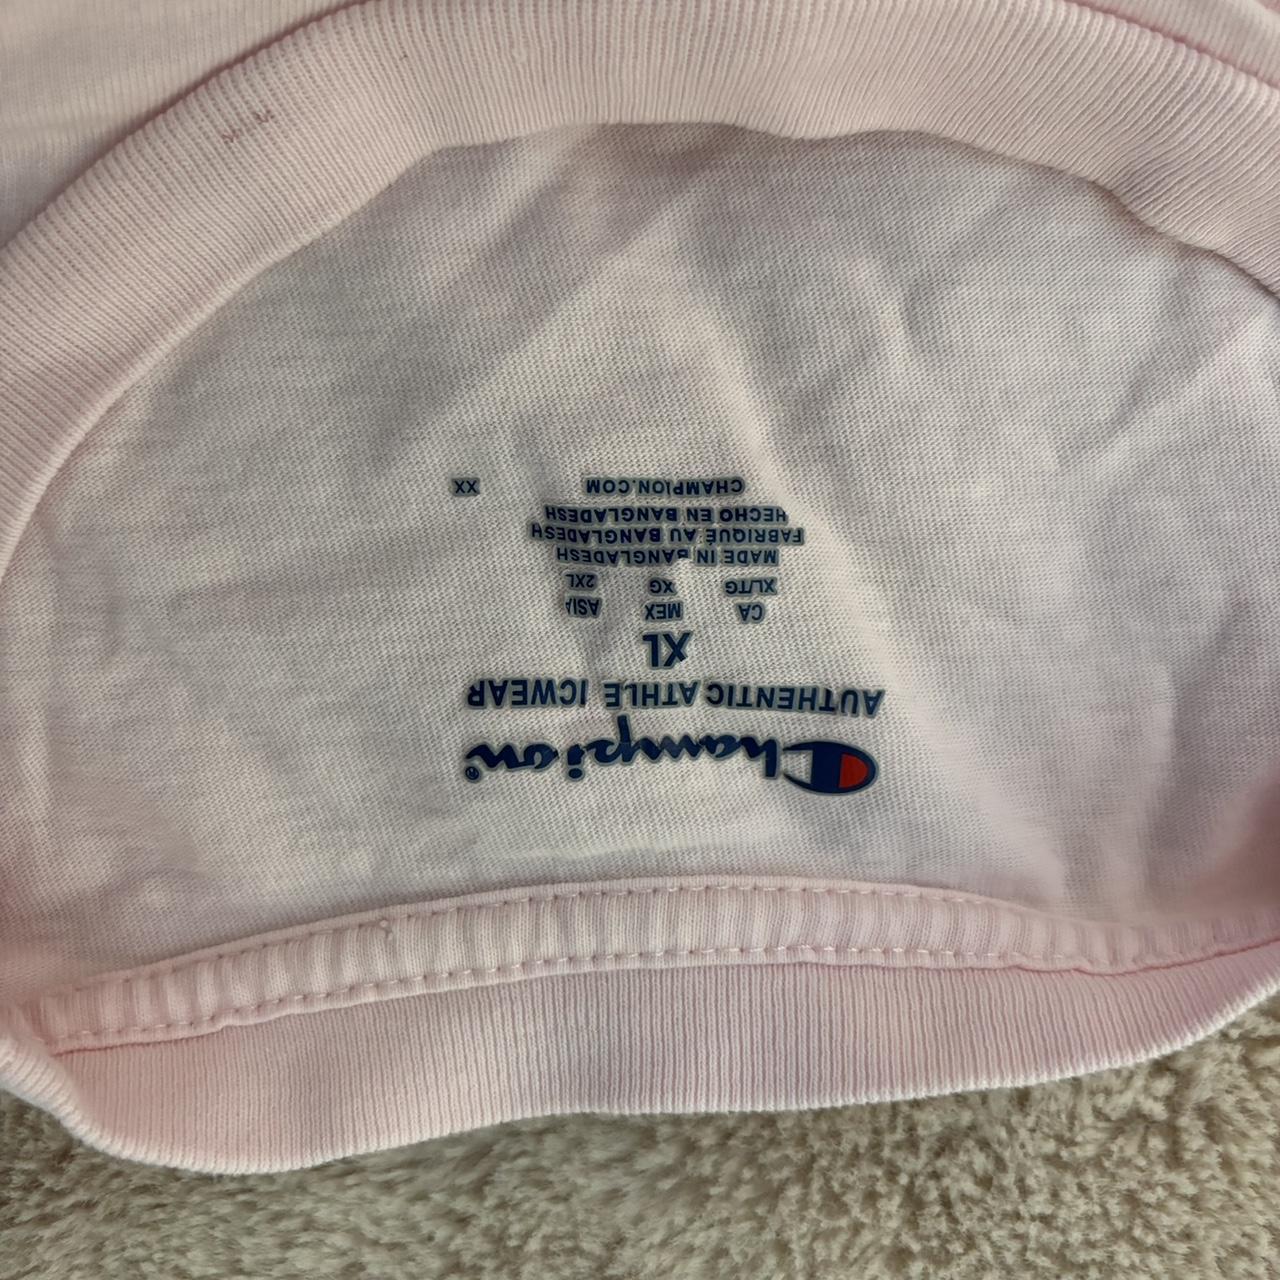 Champion®
AUTHENTIC ATHLE ICWEAR
XL
CA MEX ASIA
XL/TG XG 2XL
MADE IN BANGLADESH
FABRIQUÉ AU BANGLADESH
HECHO EN BANGLADESH
CHAMPION.COM XX